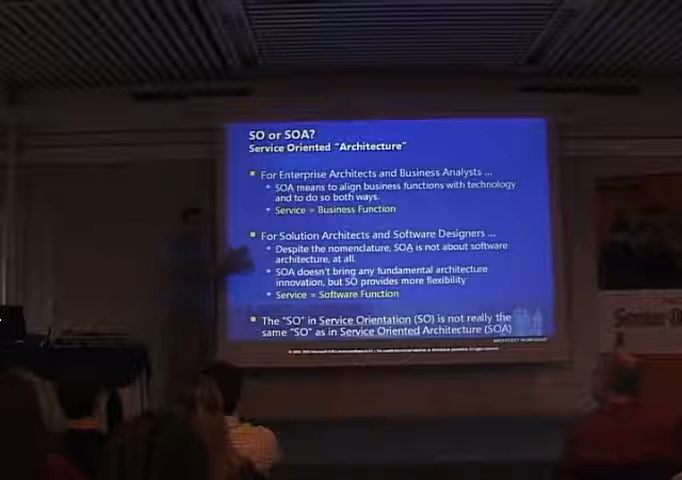 SO or SOA?
Service Oriented "Architecture"
For Enterprise Architects and Business Analysts ...
SOA means to align business functions with technology
and to do so both ways.
Service = Business Function
For Solution Architects and Software Designers ...
Despite the nomenclature, SOA is not about software
architecture, at all.
SOA doesn't bring any fundamental architecture
innovation, but SO provides more flexibility
Service = Software Function
The "SO" in Service Orientation (SO) is not really the
same "SO" as in Service Oriented Architecture (SOA)